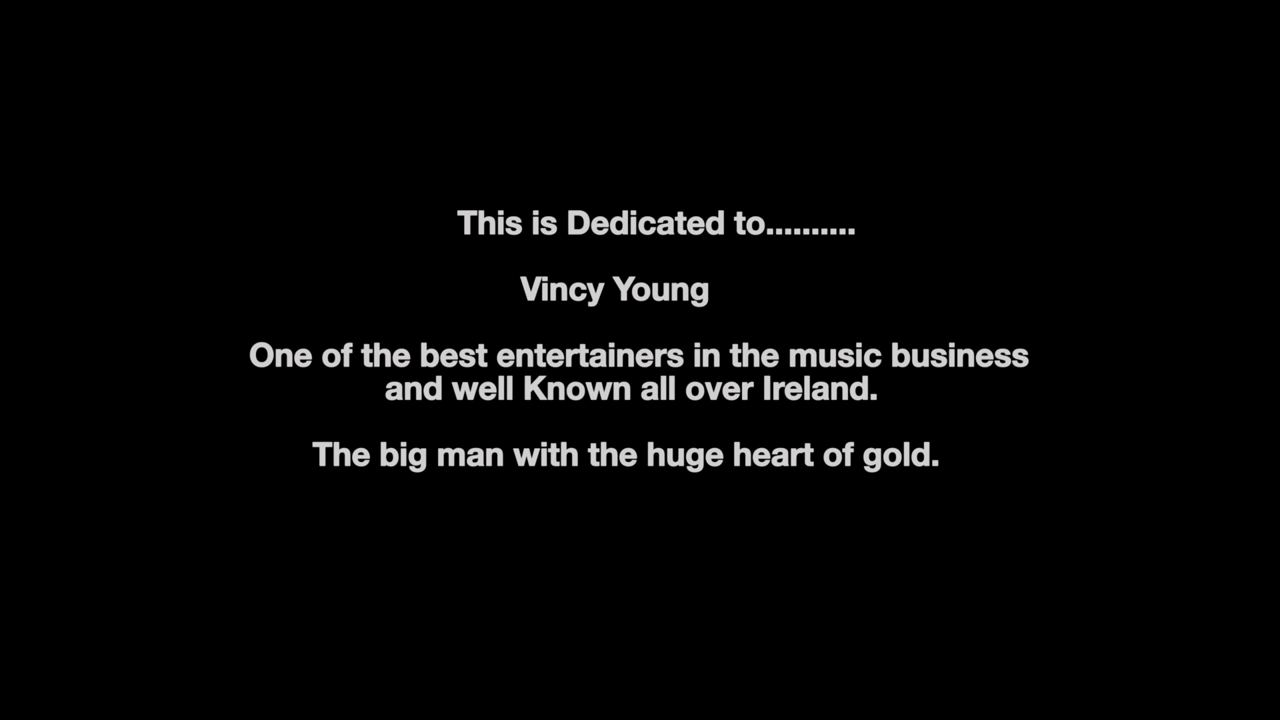 This is Dedicated to..........
Vincy Young
One of the best entertainers in the music business
and well Known all over Ireland.
The big man with the huge heart of gold.